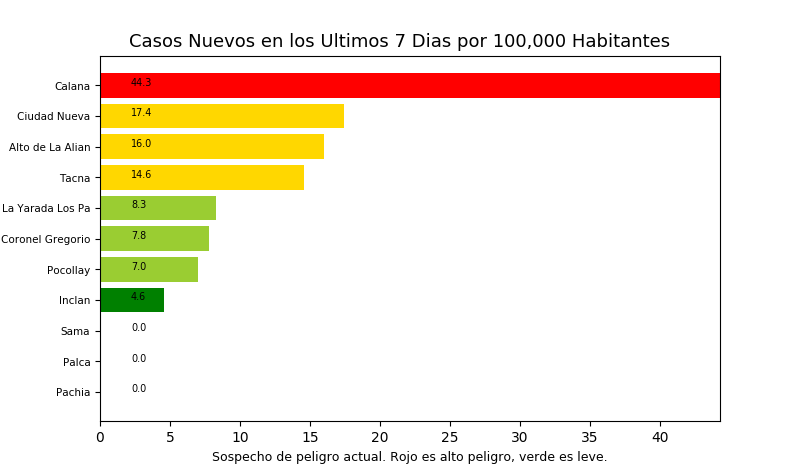 Casos Nuevos en los Ultimos 7 Dias por 100,000 Habitantes
Calana 44.3
Ciudad Nueva 17.4
Alto de La Alian 16.0
Tacna 14.6
La Yarada Los Pa 8.3
Coronel Gregorio 7.8
Pocollay 7.0
Inclan 4.6
Sama 0.0
Palca 0.0
Pachia 0.0
0 5 10 15 20 25 30 35 40
Sospecho de peligro actual. Rojo es alto peligro, verde es leve.